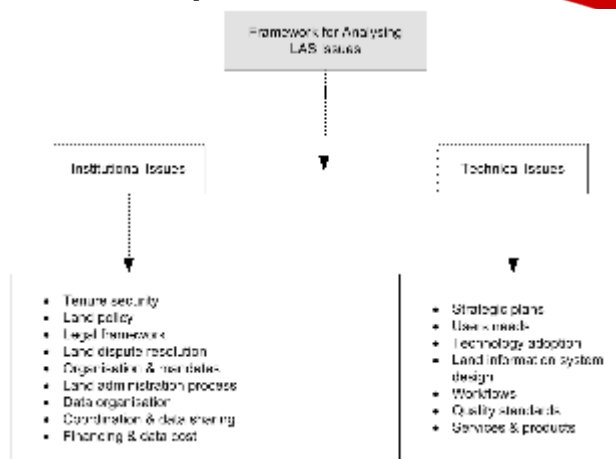 Framework for Analysing
LAS Issues
Institutional Issues
Technical Issues
• Tenure security
• Land policy
• Legal framework
• Land dispute resolution
• Organisation & mandates
• Land administration process
• Data organisation
• Coordination & data sharing
• Financing & data cost
• Strategic plans
• Users needs
• Technology adoption
• Land information system
design
• Workflows
• Quality standards
• Services & products